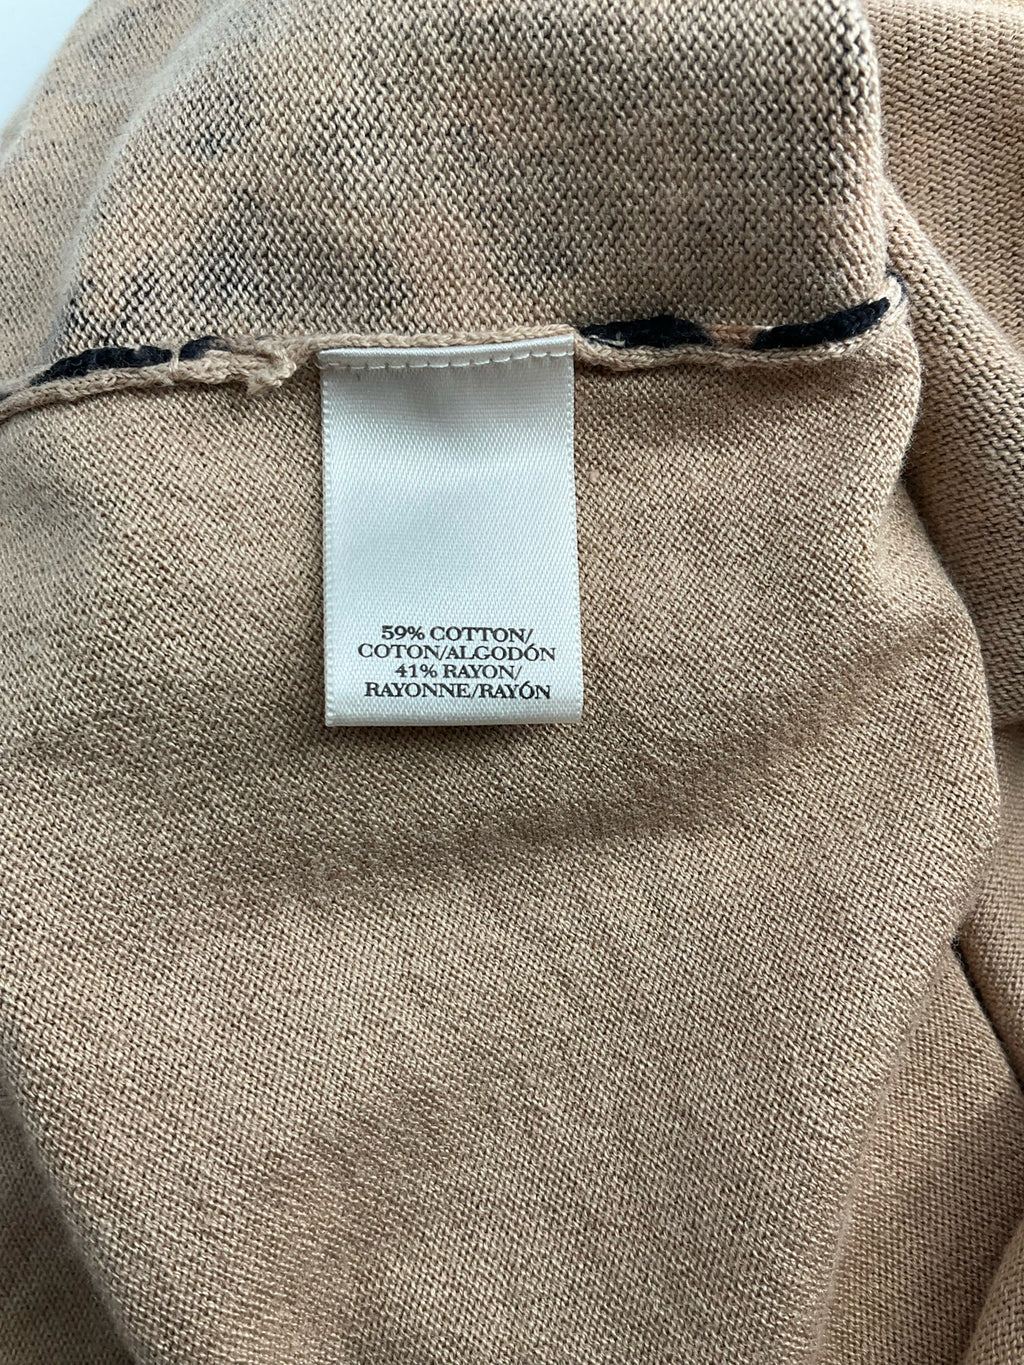 59% COTTON/
COTON/ALGODÓN
41% RAYON/
RAYONNE/RAYÓN